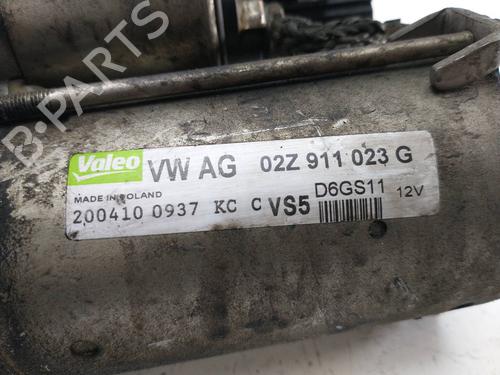 Valeo VW AG 02Z 911 023 G
MADE IN POLAND
D6GS11 12V
200410 0937 KC C VS5
B-PARTS